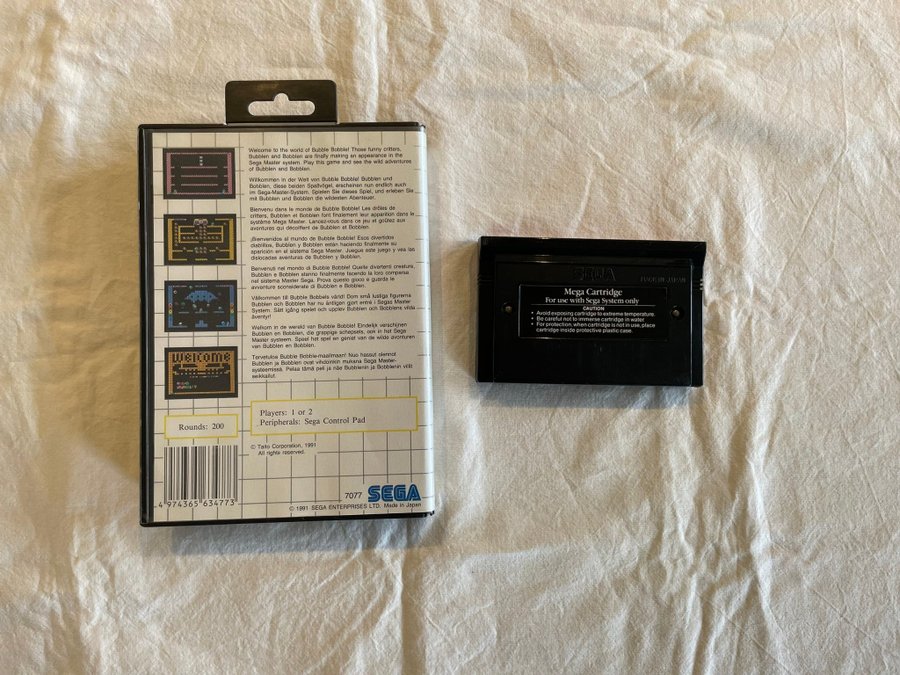 Welcome to the world of Bubble Bobble! Those funny critters,
Bubblen and Bobblen are finally making an appearance in the
Sega Master system. Play this game and see the wild adventures
of Bubblen and Bobblen.
Willkommen in der Welt von Bubble Bobble! Bubblen und
Bobblen, diese beiden Spaßvögel, erscheinen nun endlich auch
im Sega-Master-System. Spielen Sie dieses Spiel, und erleben Sie
mit Bubblen und Bobblen die wildesten Abenteuer.
Bienvenu dans le monde de Bubble Bobble! Les drôles de
critters, Bubblen et Bobblen font finalement leur apparition dans le
système Mega Master. Lancez-vous dans ce jeu et goûtez aux
aventures qui décoiffent de Bubblen et Bobblen.
¡Bienvenidos al mundo de Bubble Bobble! Esos divertidos
diablillos, Bubblen y Bobblen están haciendo finalmente su
aparición en el sistema Sega Master. Juegue este juego y vea las
dislocadas aventuras de Bubblen y Bobblen.
Benvenuti nel mondo di Bubble Bobble! Quelle divertenti creature,
Bubblen e Bobblen stanno finalmente facendo la loro comparsa
nel sistema Sega Master. Prova questo gioco e guarda le
avventure sconsiderate di Bubblen e Bobblen.
Välkommen till Bubble Bobbels värld! Dom små lustiga figurerna
Bubblen och Bobblen har nu äntligen gjort entré i Segas Master
System. Sätt igång spelet och upplev Bubblen och Bobblens vilda
äventyr!
Welkom in de wereld van Bubble Bobble! Eindelijk verschijnen
Bubblen en Bobblen, die grappige schepsels, ook in het Sega
Master systeem. Speel het spel en geniet van de wilde avonturen
van Bubblen en Bobblen.
Tervetuloa Bubble Bobble-maailmaan! Nuo hassut olennot
Bubblen ja Bobblen ovat vihdoinkin mukana Sega Master-
systeemissä. Pelaa tämä peli ja näe Bubblenin ja Bobblenin villit
seikkailut.
WELCOME
Rounds: 200
Players: 1 or 2
Peripherals: Sega Control Pad
© Taito Corporation, 1991
All rights reserved.
4 974365 634773
7077 SEGA
© 1991 SEGA ENTERPRISES LTD. Made in Japan
SEGA
MADE IN JAPAN
Mega Cartridge
For use with Sega System only
CAUTION
• Avoid exposing cartridge to extreme temperature.
• Be careful not to immerse cartridge in water.
• For protection, when cartridge is not in use, place
cartridge inside protective plastic case.